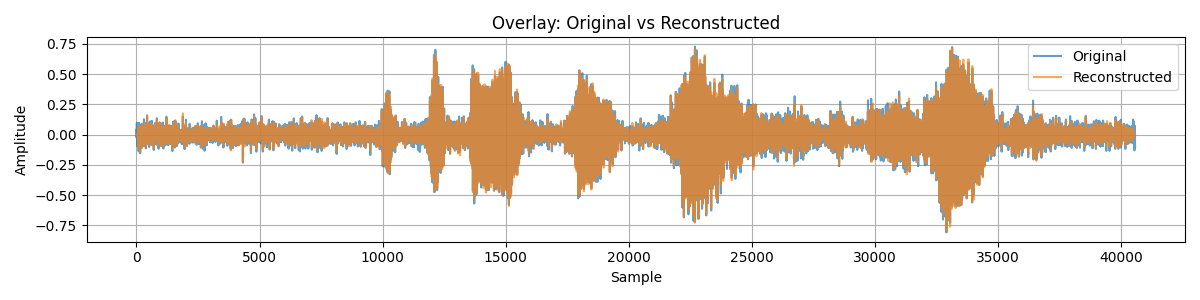 Overlay: Original vs Reconstructed
Original
Reconstructed
Amplitude
0.75
0.50
0.25
0.00
−0.25
−0.50
−0.75
0 5000 10000 15000 20000 25000 30000 35000 40000
Sample